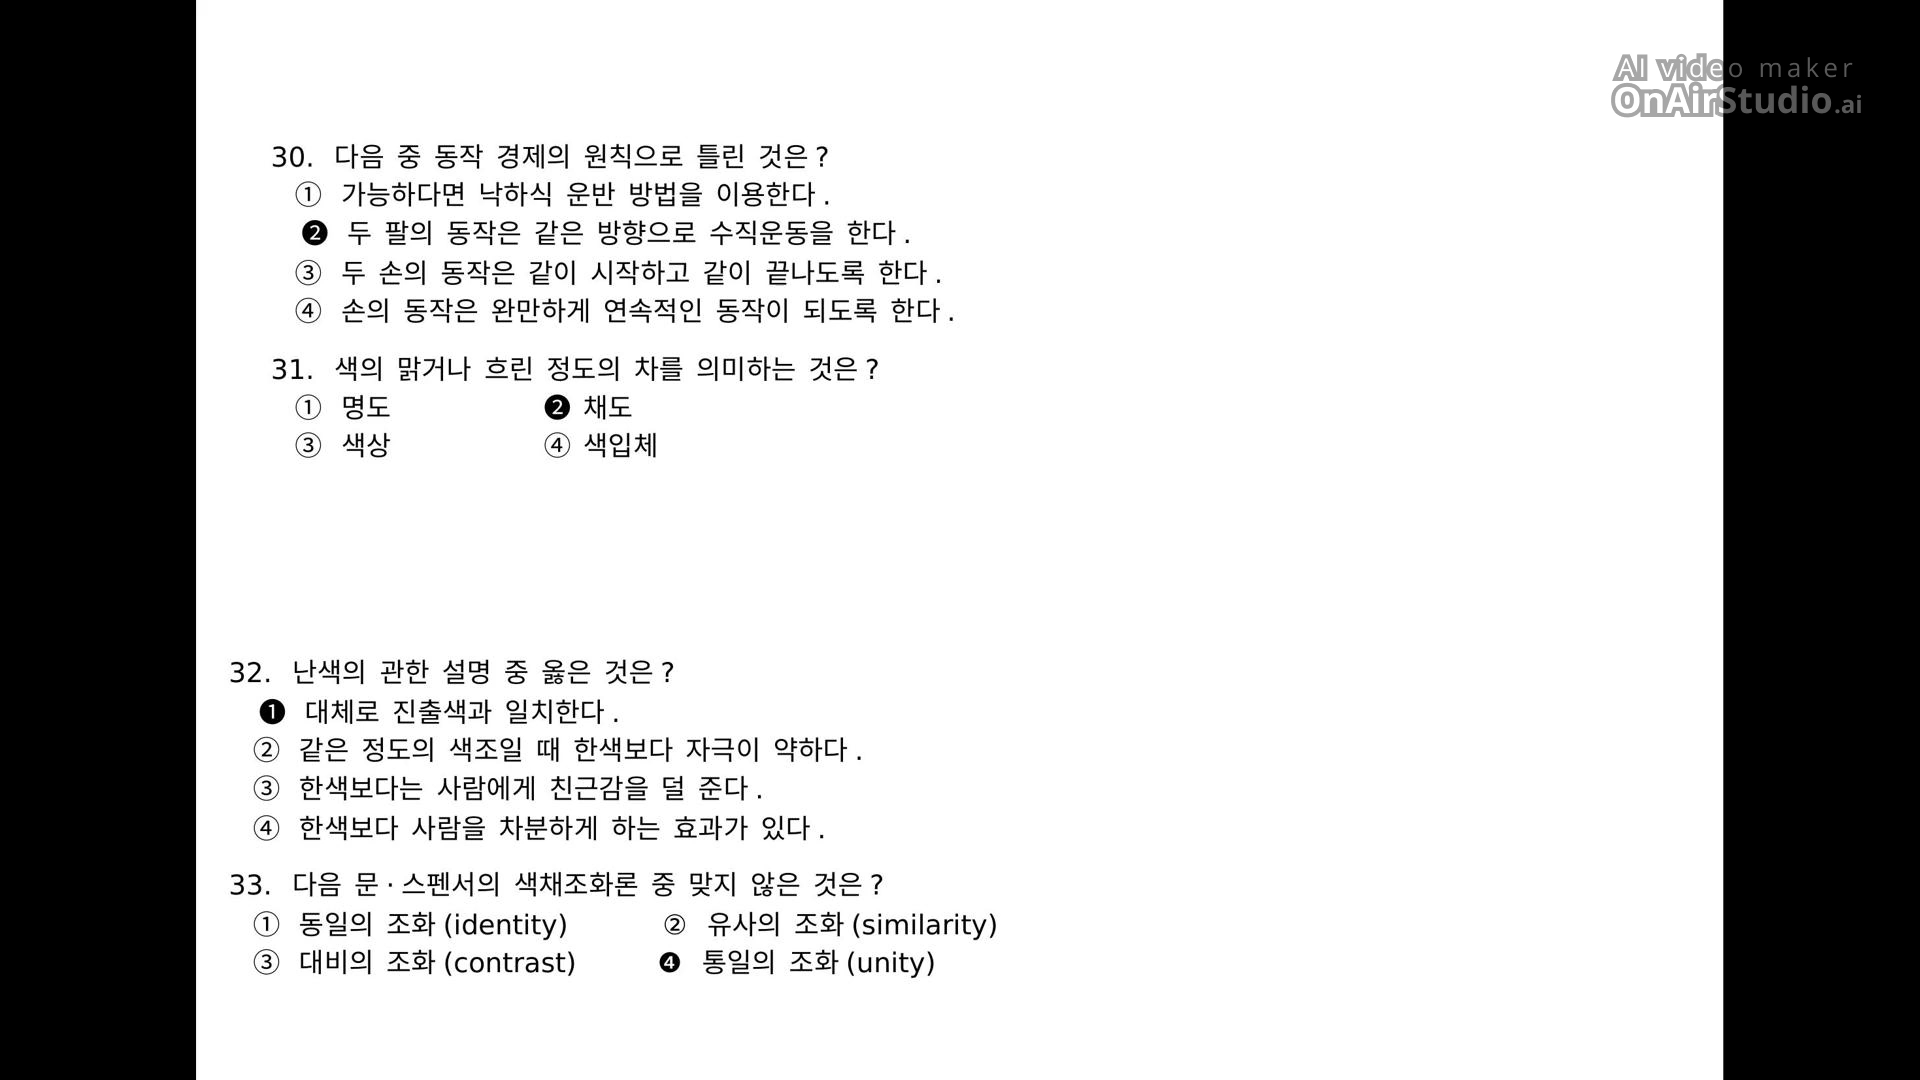 AI video maker
OnAirStudio.ai
30. 다음 중 동작 경제의 원칙으로 틀린 것은?
① 가능하다면 낙하식 운반 방법을 이용한다.
❷ 두 팔의 동작은 같은 방향으로 수직운동을 한다.
③ 두 손의 동작은 같이 시작하고 같이 끝나도록 한다.
④ 손의 동작은 완만하게 연속적인 동작이 되도록 한다.
31. 색의 맑거나 흐린 정도의 차를 의미하는 것은?
① 명도 ❷ 채도
③ 색상 ④ 색입체
32. 난색의 관한 설명 중 옳은 것은?
❶ 대체로 진출색과 일치한다.
② 같은 정도의 색조일 때 한색보다 자극이 약하다.
③ 한색보다는 사람에게 친근감을 덜 준다.
④ 한색보다 사람을 차분하게 하는 효과가 있다.
33. 다음 문·스펜서의 색채조화론 중 맞지 않은 것은?
① 동일의 조화(identity) ② 유사의 조화(similarity)
③ 대비의 조화(contrast) ❹ 통일의 조화(unity)